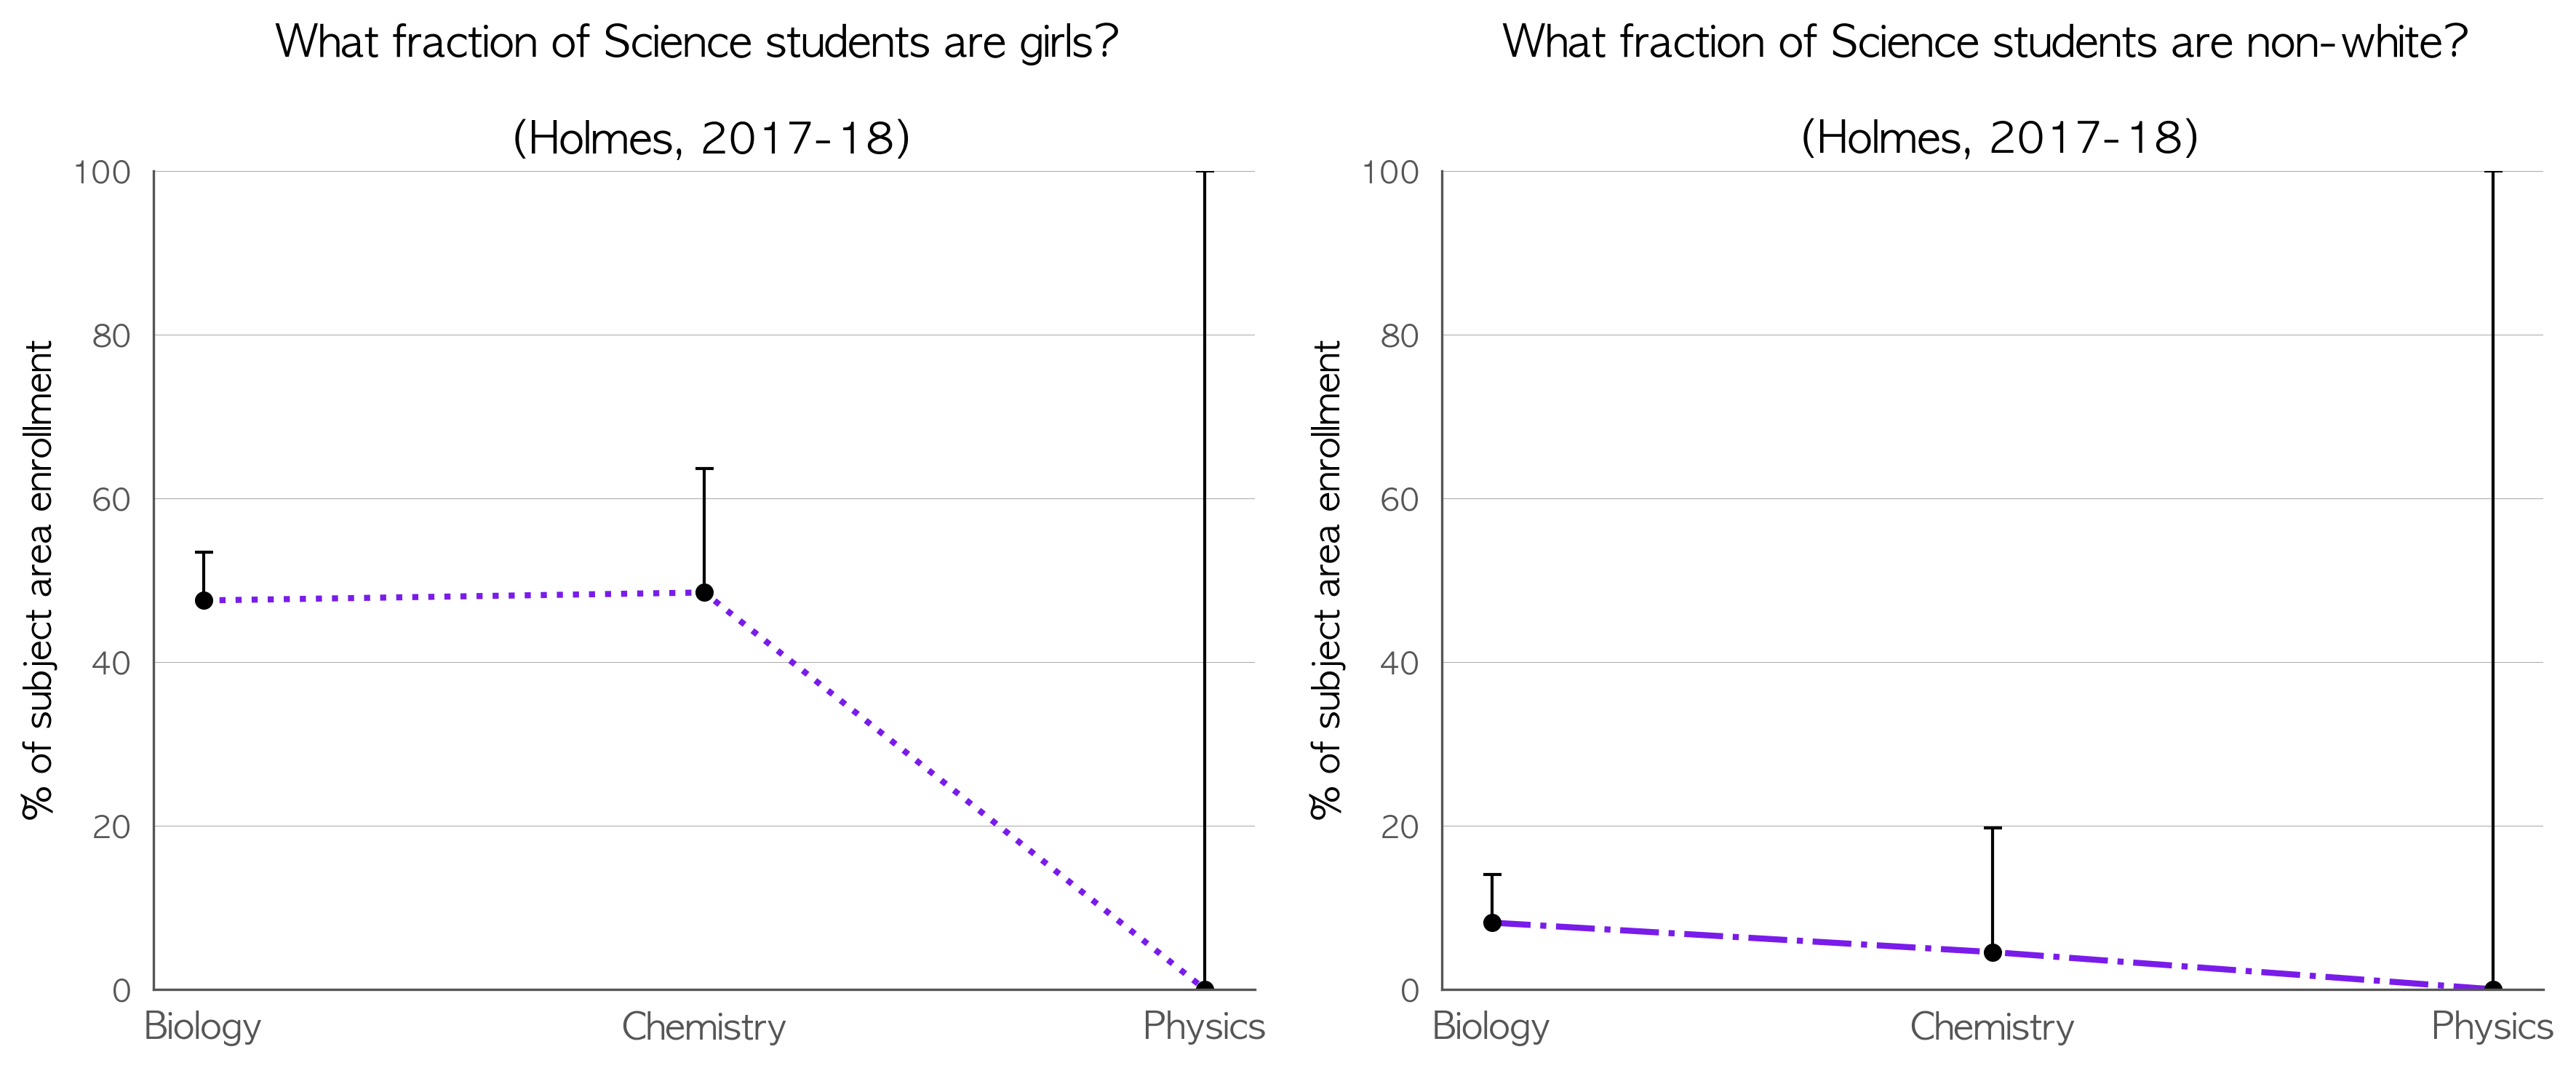 What fraction of Science students are girls?
(Holmes, 2017-18)
% of subject area enrollment
100
80
60
40
20
0
Biology
Chemistry
Physics
What fraction of Science students are non-white?
(Holmes, 2017-18)
% of subject area enrollment
100
80
60
40
20
0
Biology
Chemistry
Physics